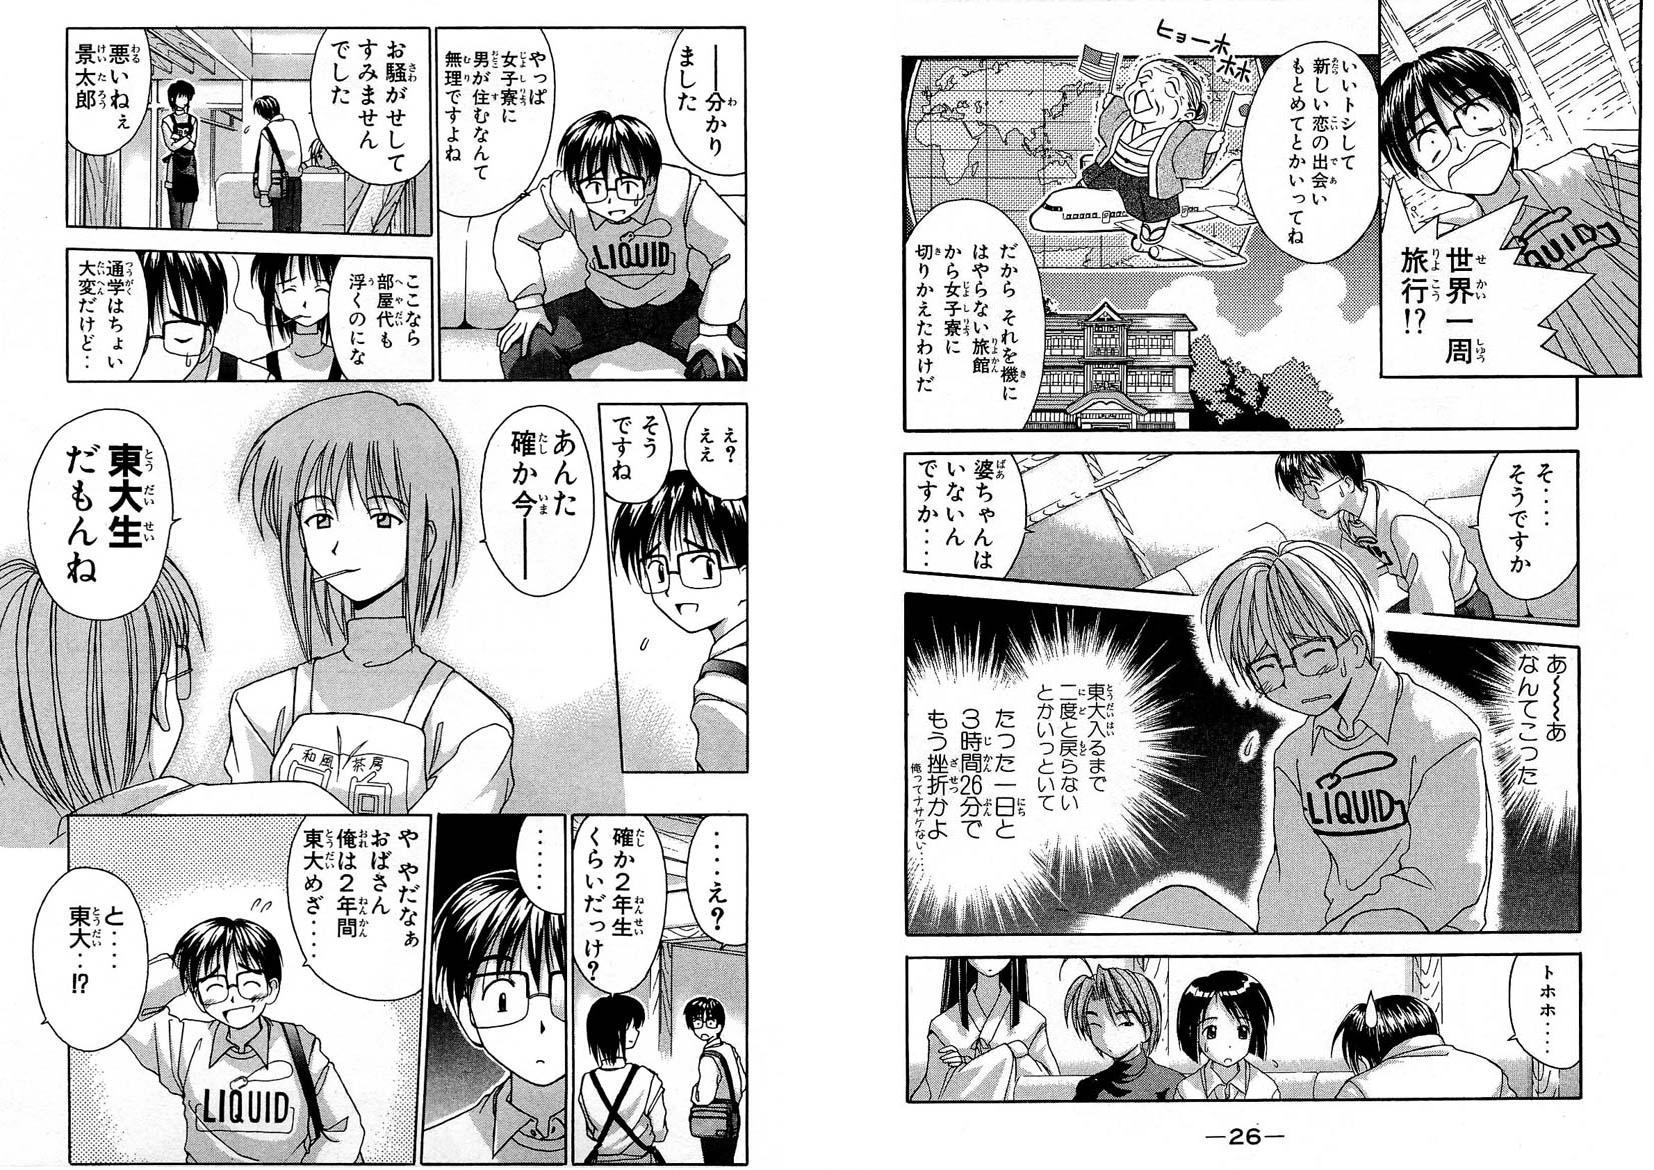 世界一周
旅行!?
いいトシして
新しい恋の出会い
もとめてとかいってね
ヒョーホ
ホホ
だから それを機に
はやらない旅館
から女子寮に
切りかえたわけだ
QUID
そ‥‥
そうですか
婆ちゃんは
いないん
ですか‥‥
あ〜〜〜あ
なんてこった
東大入るまで
二度と戻らない
とかいっといて
たった一日と
3時間26分で
もう挫折かよ
俺ってナサケない‥‥
LIQUID
トホホ‥‥
—26—
——分かり
ました
やっぱ
女子寮に
男が住むなんて
無理ですよね
LIQUID
お騒がせして
すみません
でした
悪いねぇ
景太郎
ここなら
部屋代も
浮くのにな
通学はちょい
大変だけど‥
え?
ええ
そう
ですね
あんた
確か今——
東大生
だもんね
和風茶房
‥‥え?
確か2年生
くらいだっけ?
‥‥‥
や やだなぁ
おばさん
俺は2年間
東大めざ‥‥
と‥‥
東大‥‥!?
LIQUID